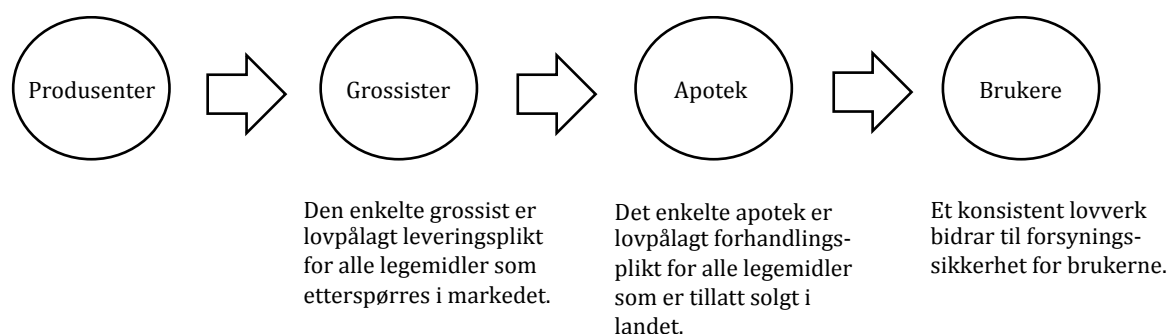 Produsenter
Grossister
Apotek
Brukere
Den enkelte grossist er
lovpålagt leveringsplikt
for alle legemidler som
etterspørres i markedet.
Det enkelte apotek er
lovpålagt forhandlings-
plikt for alle legemidler
som er tillatt solgt i
landet.
Et konsistent lovverk
bidrar til forsynings-
sikkerhet for brukerne.